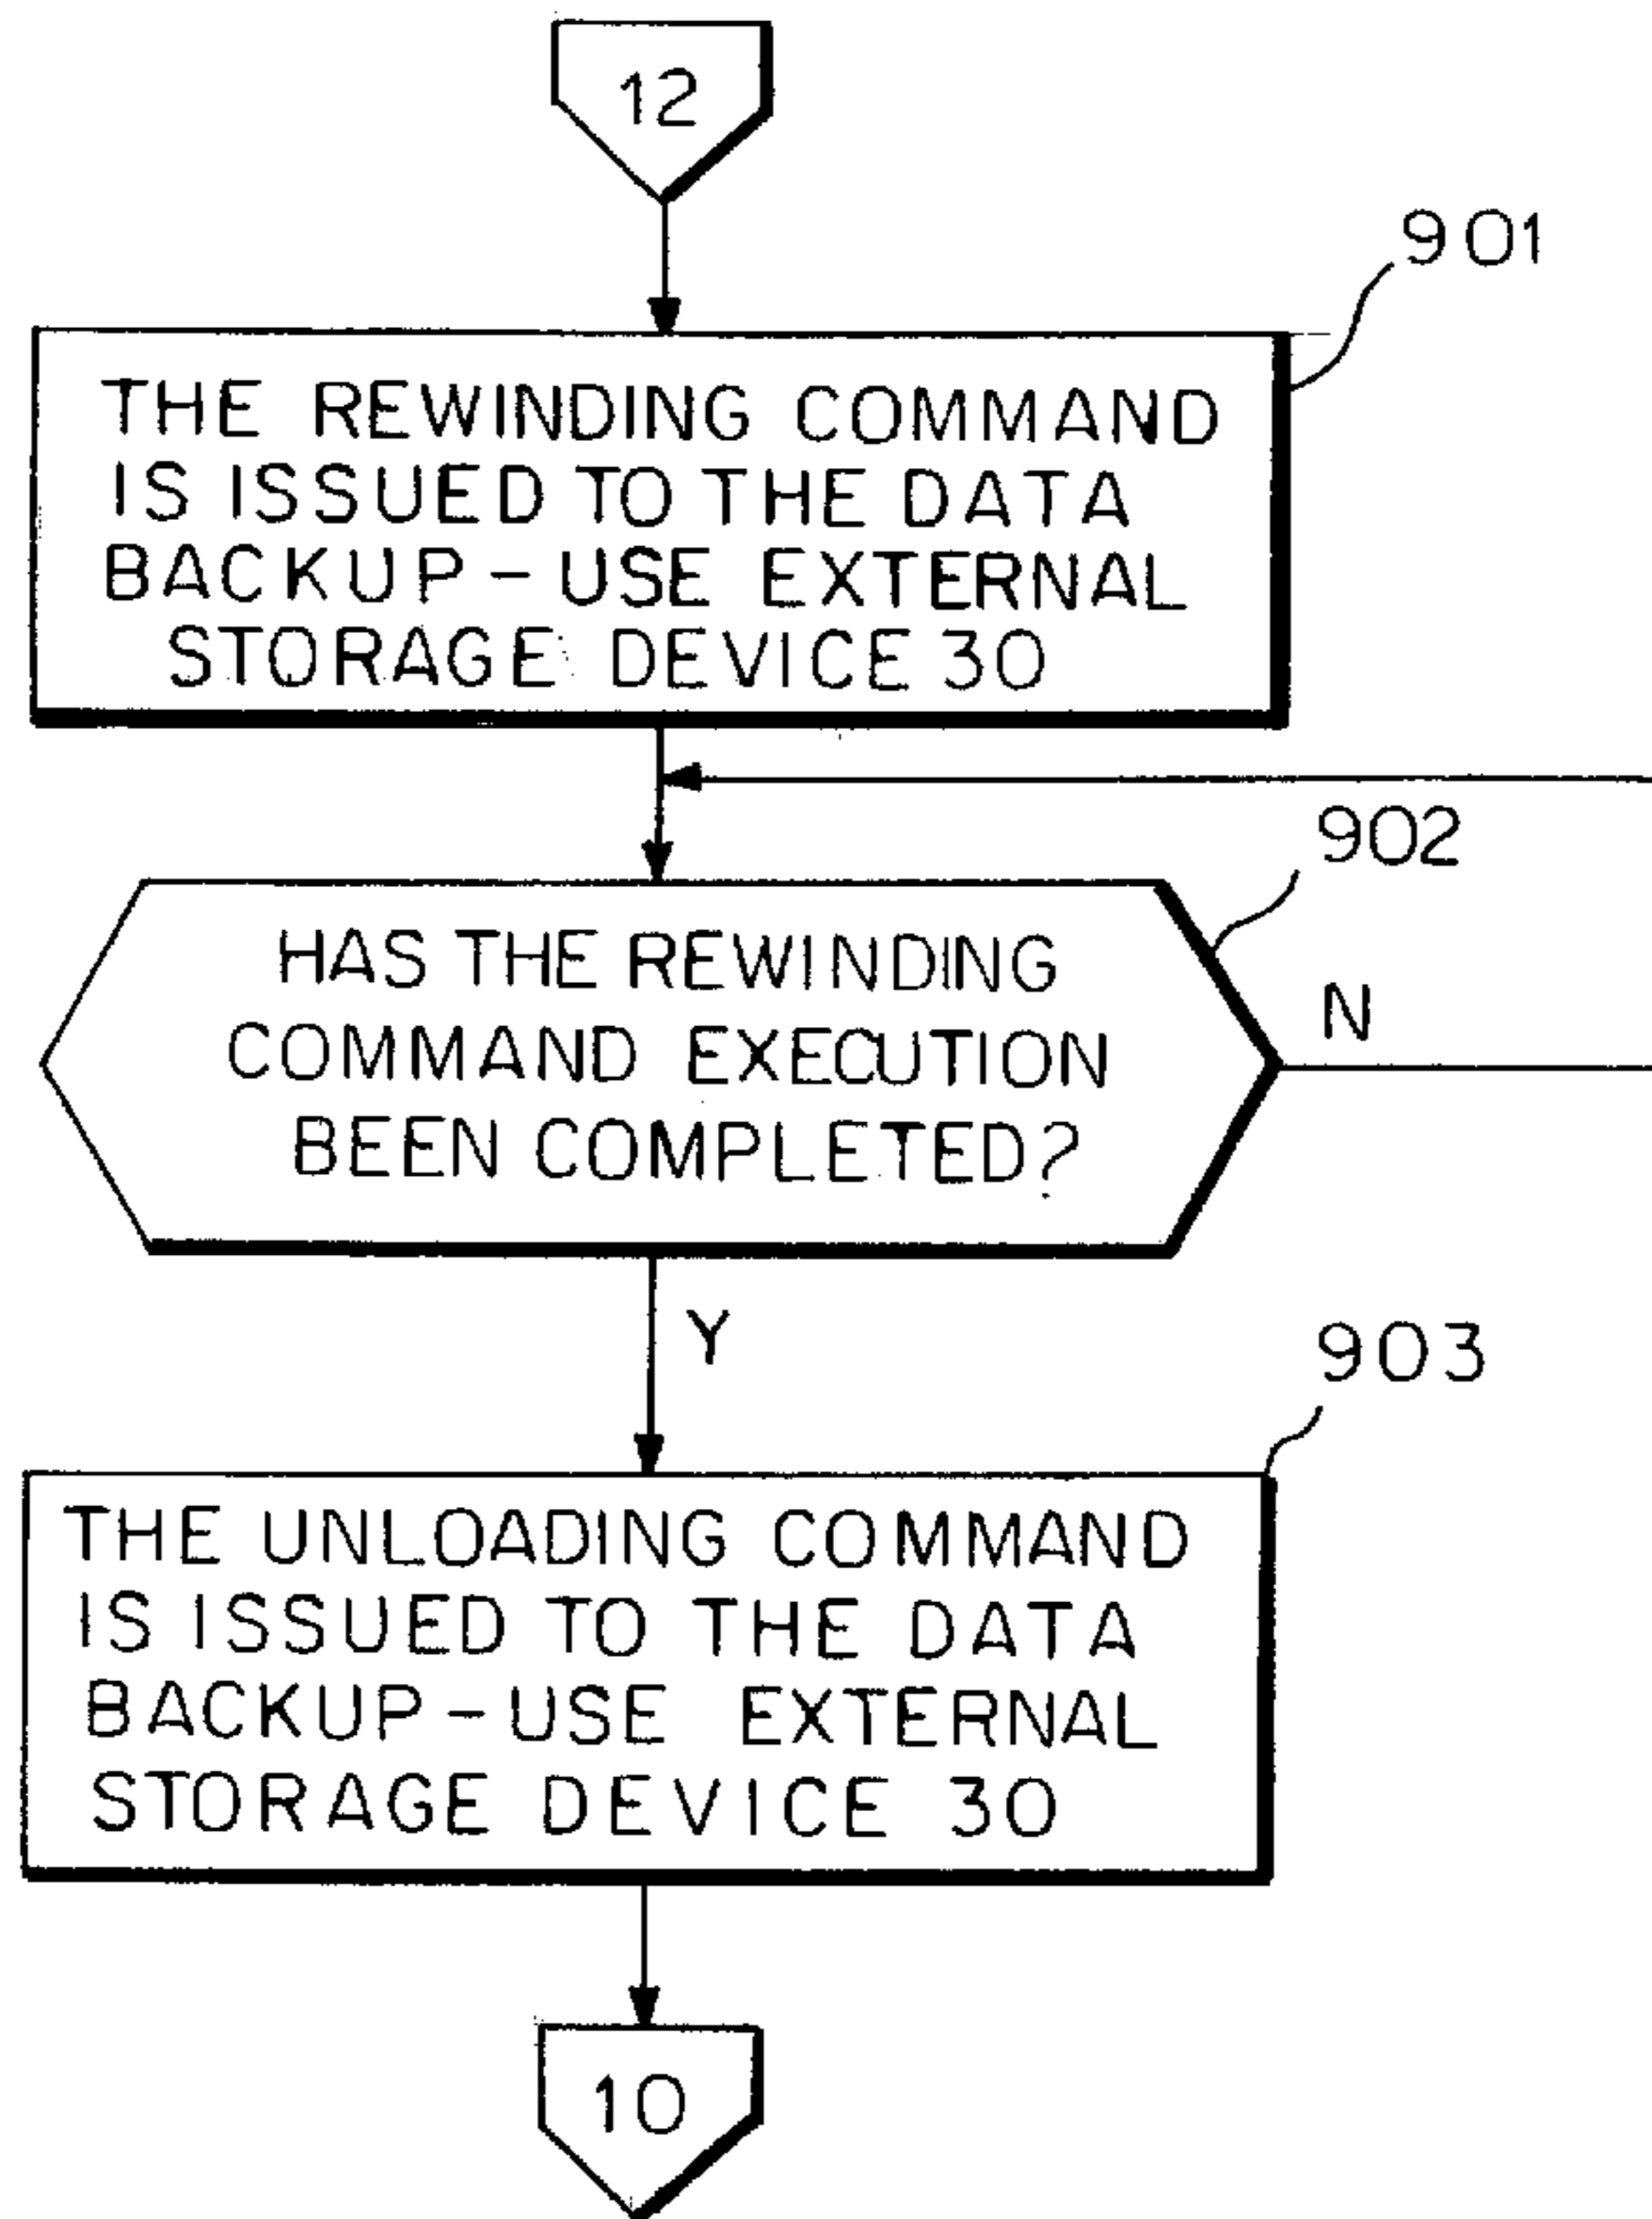 12
901
THE REWINDING COMMAND
IS ISSUED TO THE DATA
BACKUP-USE EXTERNAL
STORAGE DEVICE 30
902
HAS THE REWINDING
COMMAND EXECUTION
BEEN COMPLETED?
N
Y
903
THE UNLOADING COMMAND
IS ISSUED TO THE DATA
BACKUP-USE EXTERNAL
STORAGE DEVICE 30
10